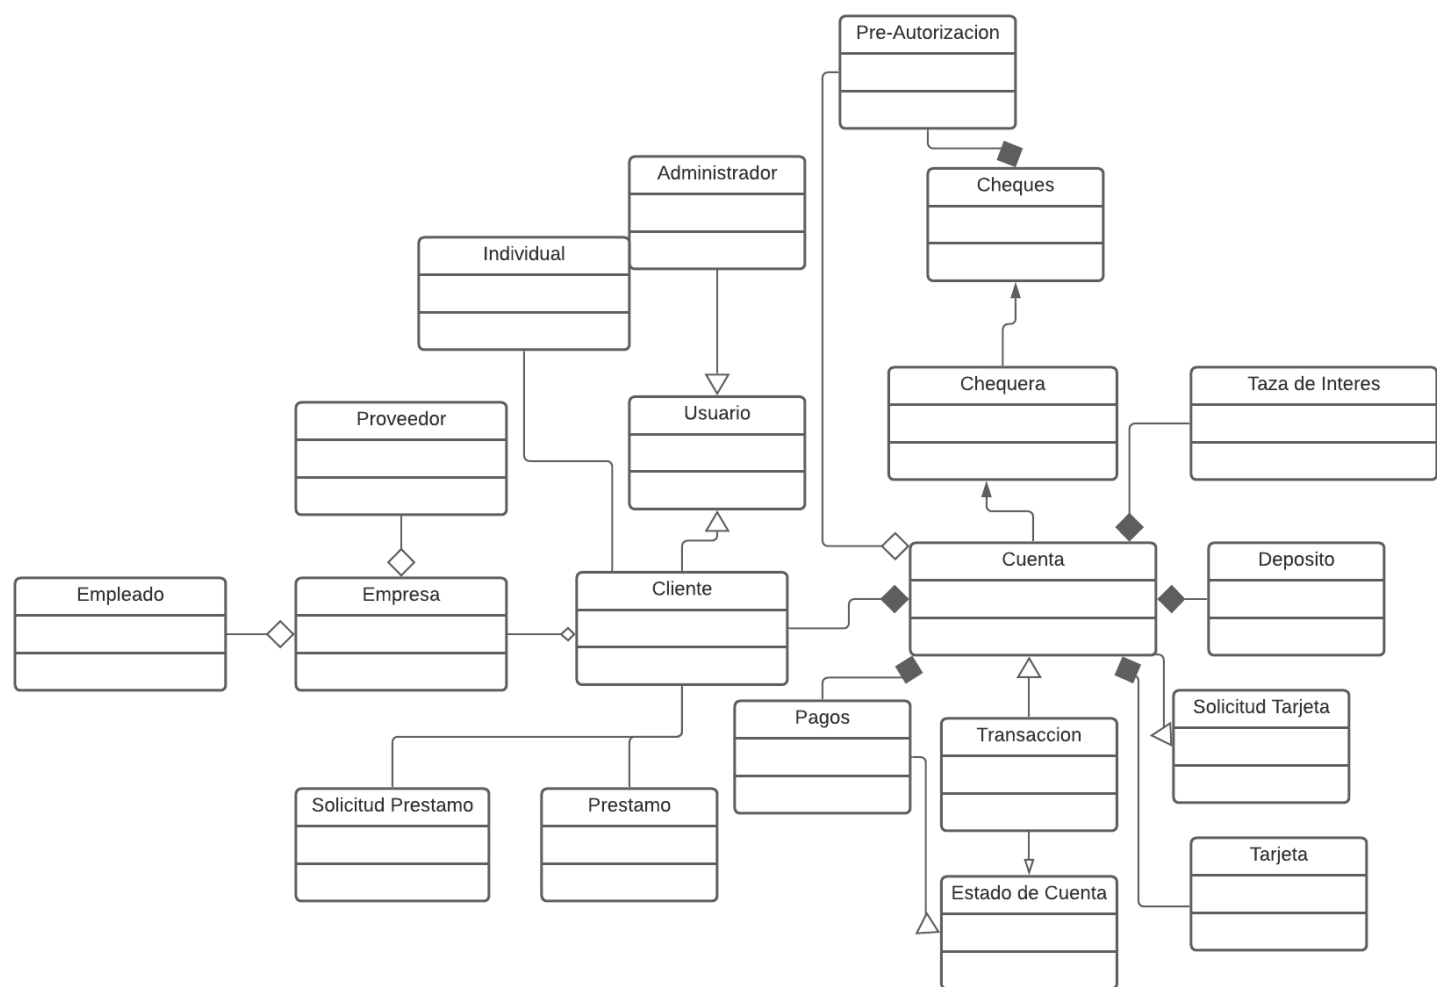 Pre-Autorizacion
Administrador
Cheques
Individual
Chequera
Taza de Interes
Proveedor
Usuario
Cuenta
Deposito
Empleado
Empresa
Cliente
Pagos
Transaccion
Solicitud Tarjeta
Solicitud Prestamo
Prestamo
Tarjeta
Estado de Cuenta